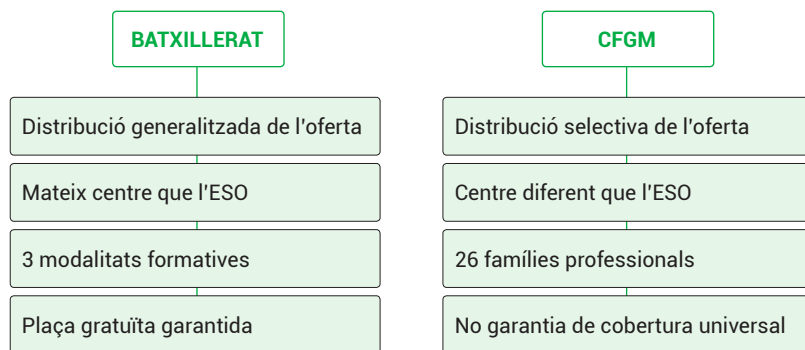 BATXILLERAT
Distribució generalitzada de l'oferta
Mateix centre que l'ESO
3 modalitats formatives
Plaça gratuïta garantida
CFGM
Distribució selectiva de l'oferta
Centre diferent que l'ESO
26 famílies professionals
No garantia de cobertura universal